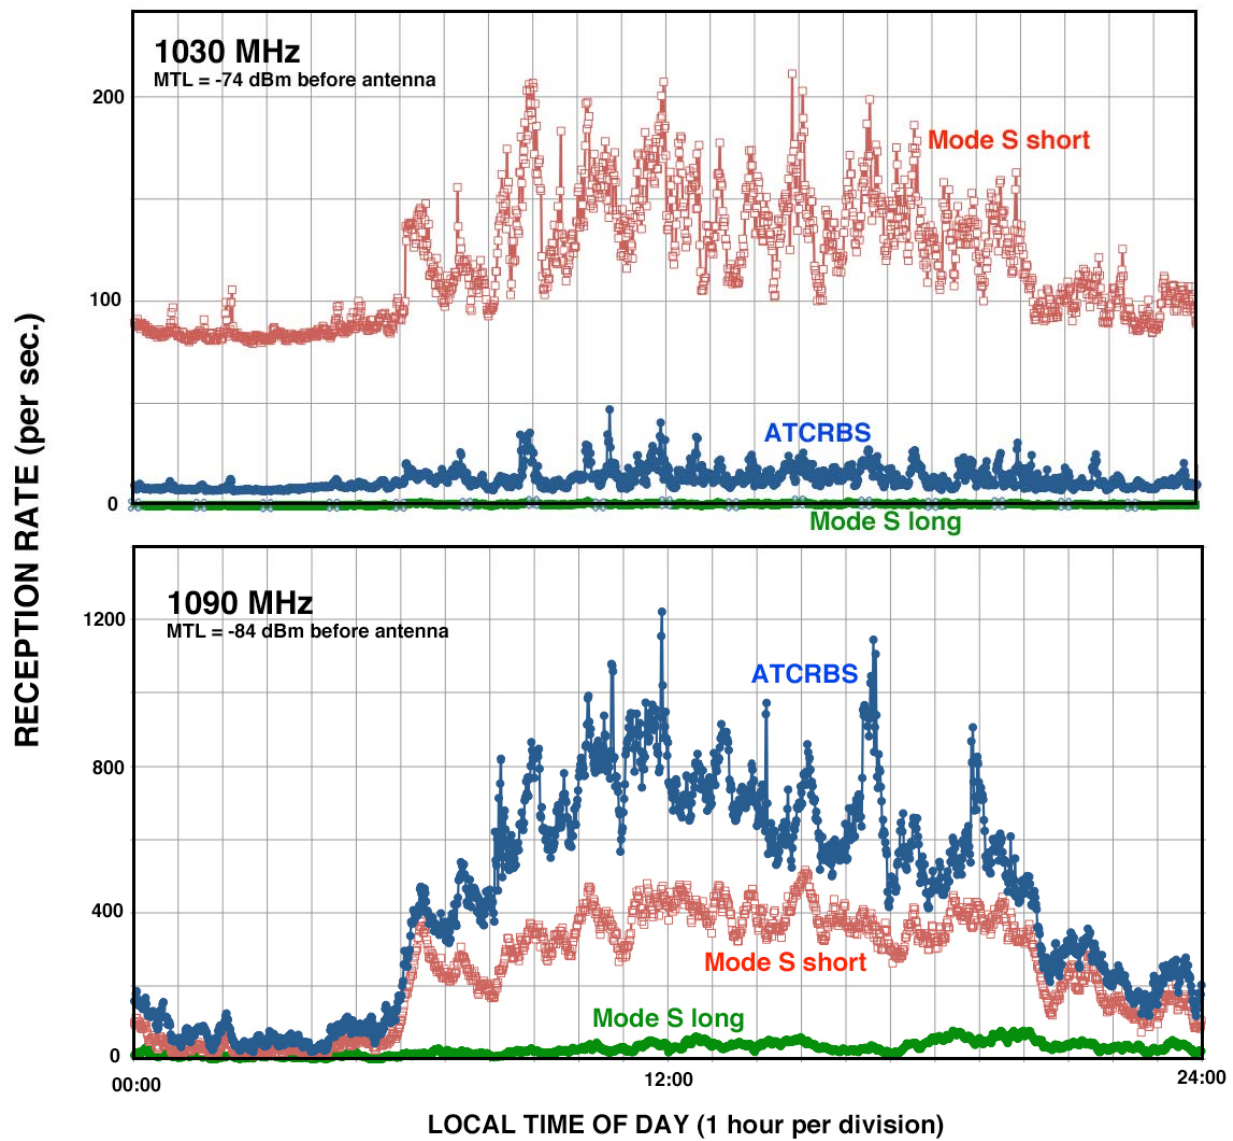 1030 MHz
MTL = -74 dBm before antenna
200
Mode S short
100
ATCRBS
0
Mode S long
RECEPTION RATE (per sec.)
1090 MHz
MTL = -84 dBm before antenna
1200
ATCRBS
800
400
Mode S short
Mode S long
0
00:00
12:00
24:00
LOCAL TIME OF DAY (1 hour per division)